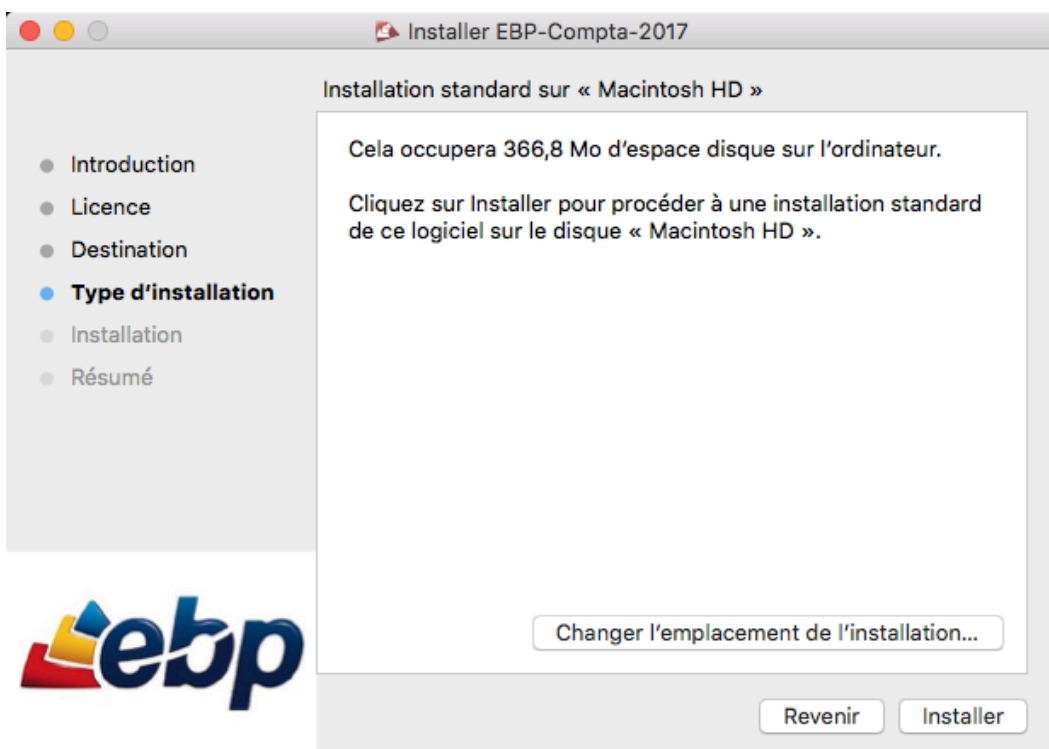 Installer EBP-Compta-2017
Installation standard sur « Macintosh HD »
Introduction
Licence
Destination
Type d'installation
Installation
Résumé
Cela occupera 366,8 Mo d'espace disque sur l'ordinateur.
Cliquez sur Installer pour procéder à une installation standard
de ce logiciel sur le disque « Macintosh HD ».
Changer l'emplacement de l'installation...
ebp
Revenir
Installer